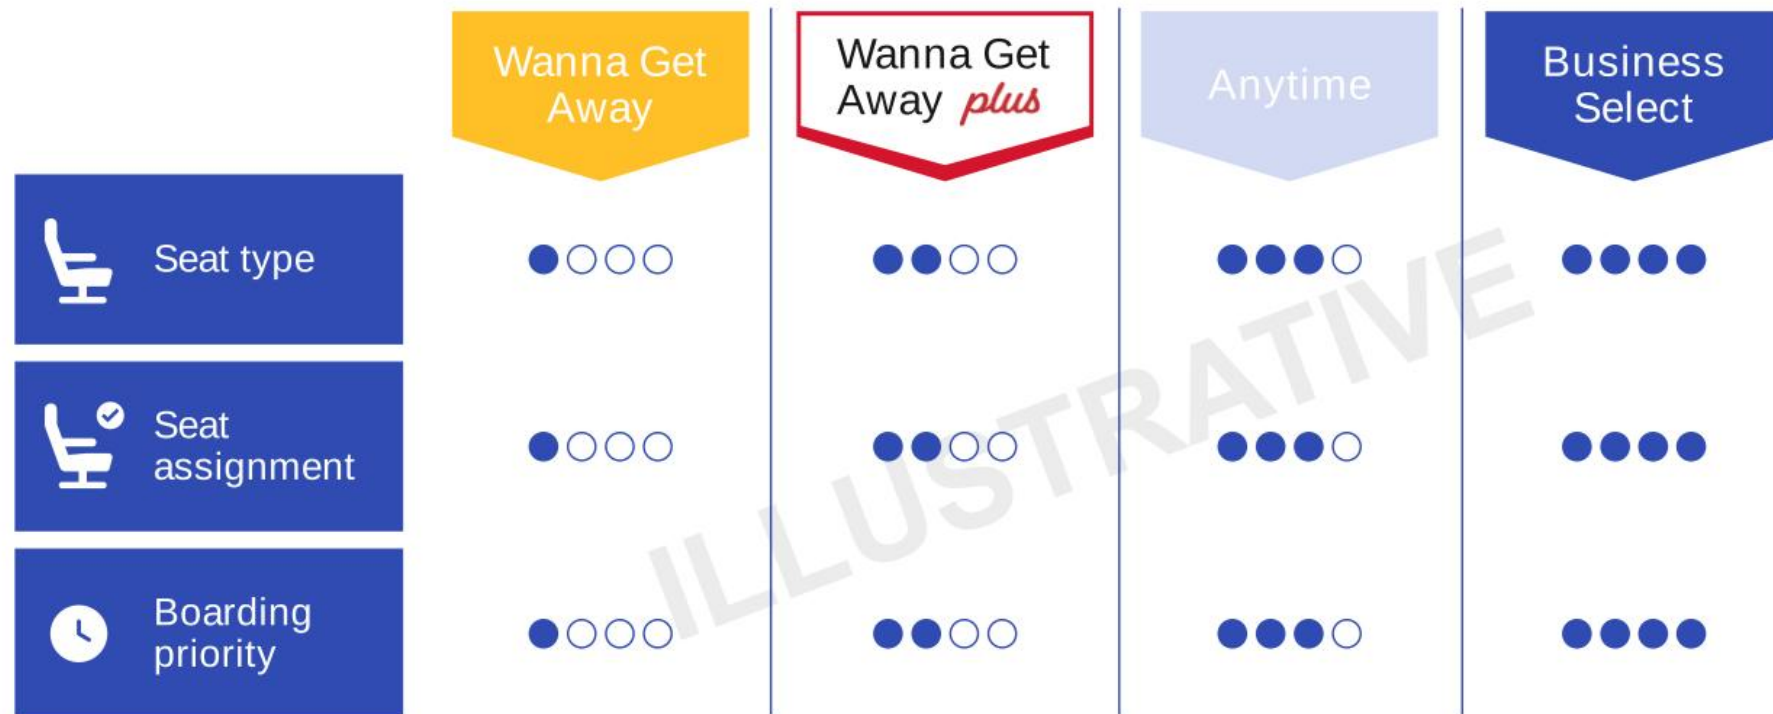 Wanna Get
Away
Wanna Get
Away plus
Anytime
Business
Select
Seat type
Seat
assignment
Boarding
priority
ILLUSTRATIVE